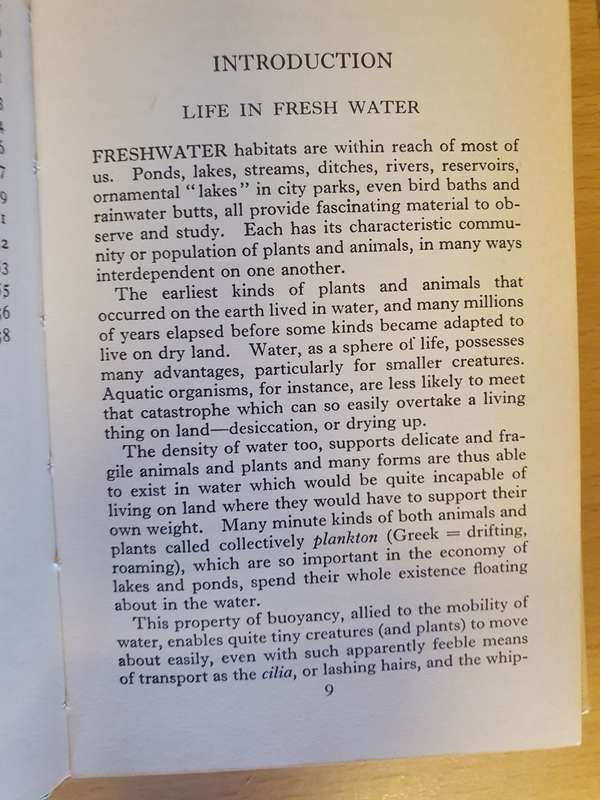 INTRODUCTION
LIFE IN FRESH WATER
FRESHWATER habitats are within reach of most of
us. Ponds, lakes, streams, ditches, rivers, reservoirs,
ornamental "lakes" in city parks, even bird baths and
rainwater butts, all provide fascinating material to ob-
serve and study. Each has its characteristic commu-
nity or population of plants and animals, in many ways
interdependent on one another.
The earliest kinds of plants and animals that
occurred on the earth lived in water, and many millions
of years elapsed before some kinds became adapted to
live on dry land. Water, as a sphere of life, possesses
many advantages, particularly for smaller creatures.
Aquatic organisms, for instance, are less likely to meet
that catastrophe which can so easily overtake a living
thing on land—desiccation, or drying up.
The density of water too, supports delicate and fra-
gile animals and plants and many forms are thus able
to exist in water which would be quite incapable of
living on land where they would have to support their
own weight. Many minute kinds of both animals and
plants called collectively plankton (Greek = drifting,
roaming), which are so important in the economy of
lakes and ponds, spend their whole existence floating
about in the water.
This property of buoyancy, allied to the mobility of
water, enables quite tiny creatures (and plants) to move
about easily, even with such apparently feeble means
of transport as the cilia, or lashing hairs, and the whip-
9